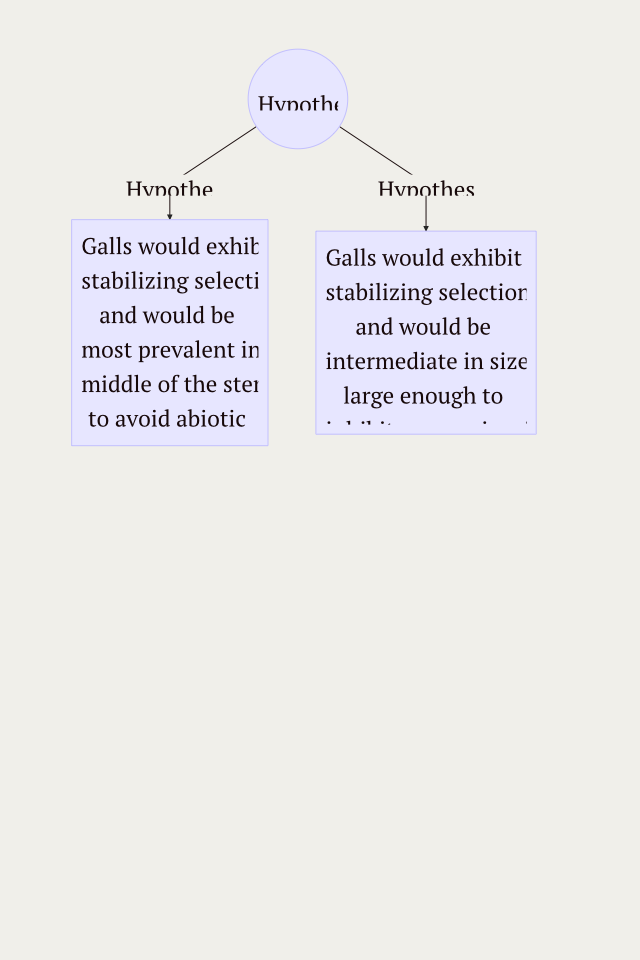 Hypothe
Hypothe
Hypothes
Galls would exhib
stabilizing selecti
and would be
most prevalent in
middle of the ster
to avoid abiotic
Galls would exhibit
stabilizing selection
and would be
intermediate in size
large enough to